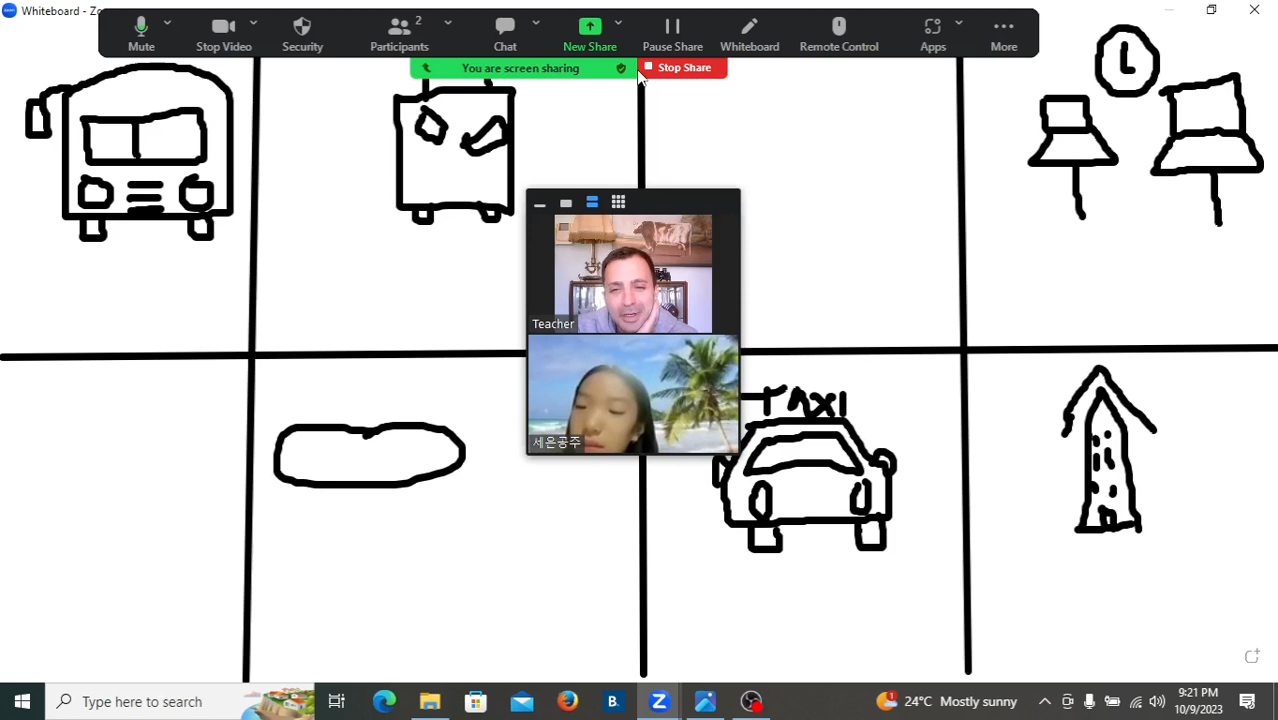 Whiteboard - Zo
Mute
Stop Video
Security
Participants
2
Chat
New Share
Pause Share
Whiteboard
Remote Control
Apps
More
You are screen sharing
Stop Share
L
Teacher
세은공주
TAXI
Type here to search
B.
1
24°C Mostly sunny
9:21 PM
10/9/2023